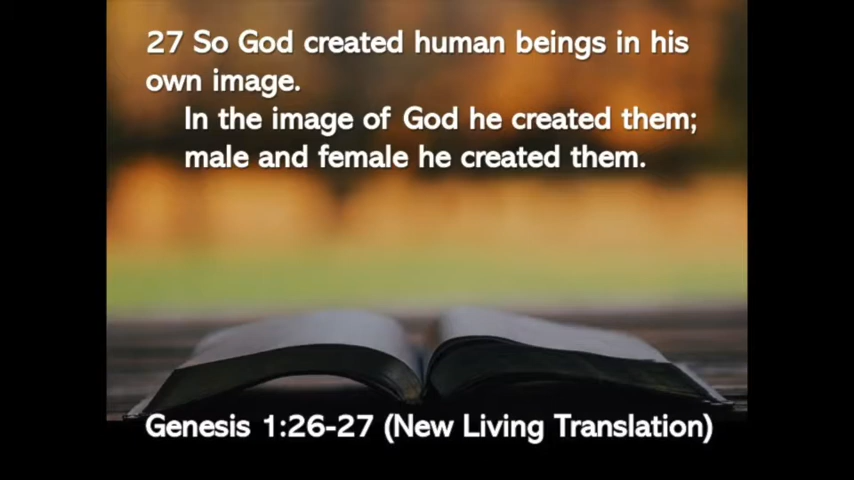 27 So God created human beings in his
own image.
In the image of God he created them;
male and female he created them.
Genesis 1:26-27 (New Living Translation)